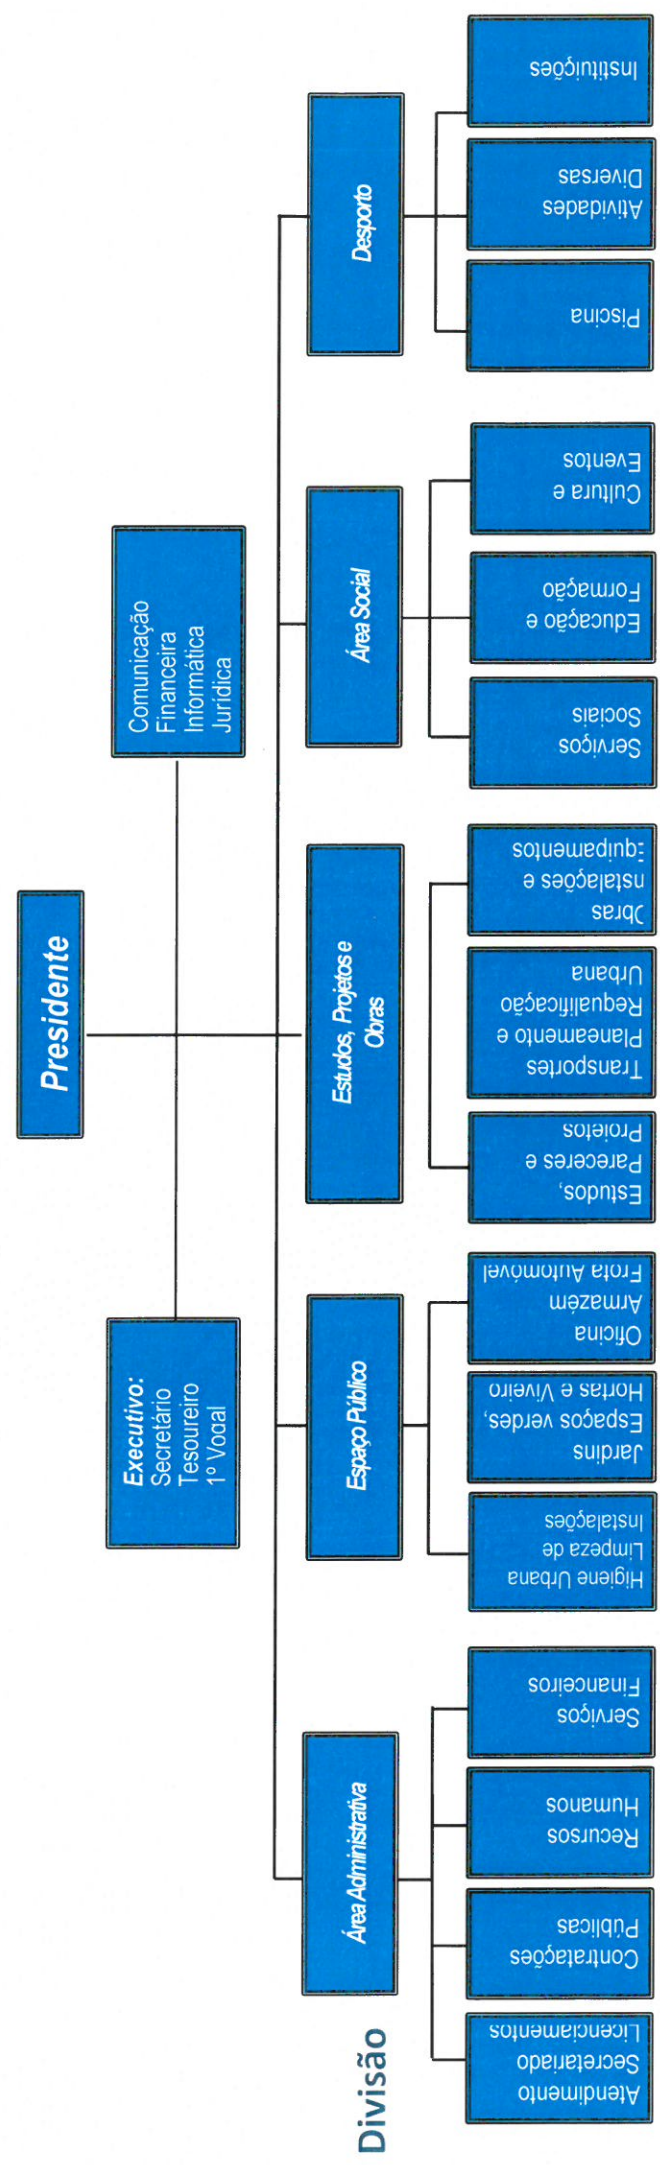 Presidente
Executivo:
Secretário
Tesoureiro
1º Vogal
Comunicação
Financeira
Informática
Jurídica
Divisão
Área Administrativa
Espaço Público
Estudos, Projetos e
Obras
Área Social
Desporto
Atendimento
Secretariado
Licenciamentos
Contratações
Públicas
Recursos
Humanos
Serviços
Financeiros
Higiene Urbana
Limpeza de
Instalações
Jardins
Espaços verdes,
Hortas e Viveiro
Oficina
Armazém
Frota Automóvel
Estudos,
Pareceres e
Projetos
Transportes
Planeamento e
Requalificação
Urbana
Obras
nstalações e
Equipamentos
Serviços
Sociais
Educação e
Formação
Cultura e
Eventos
Piscina
Atividades
Diversas
Instituições